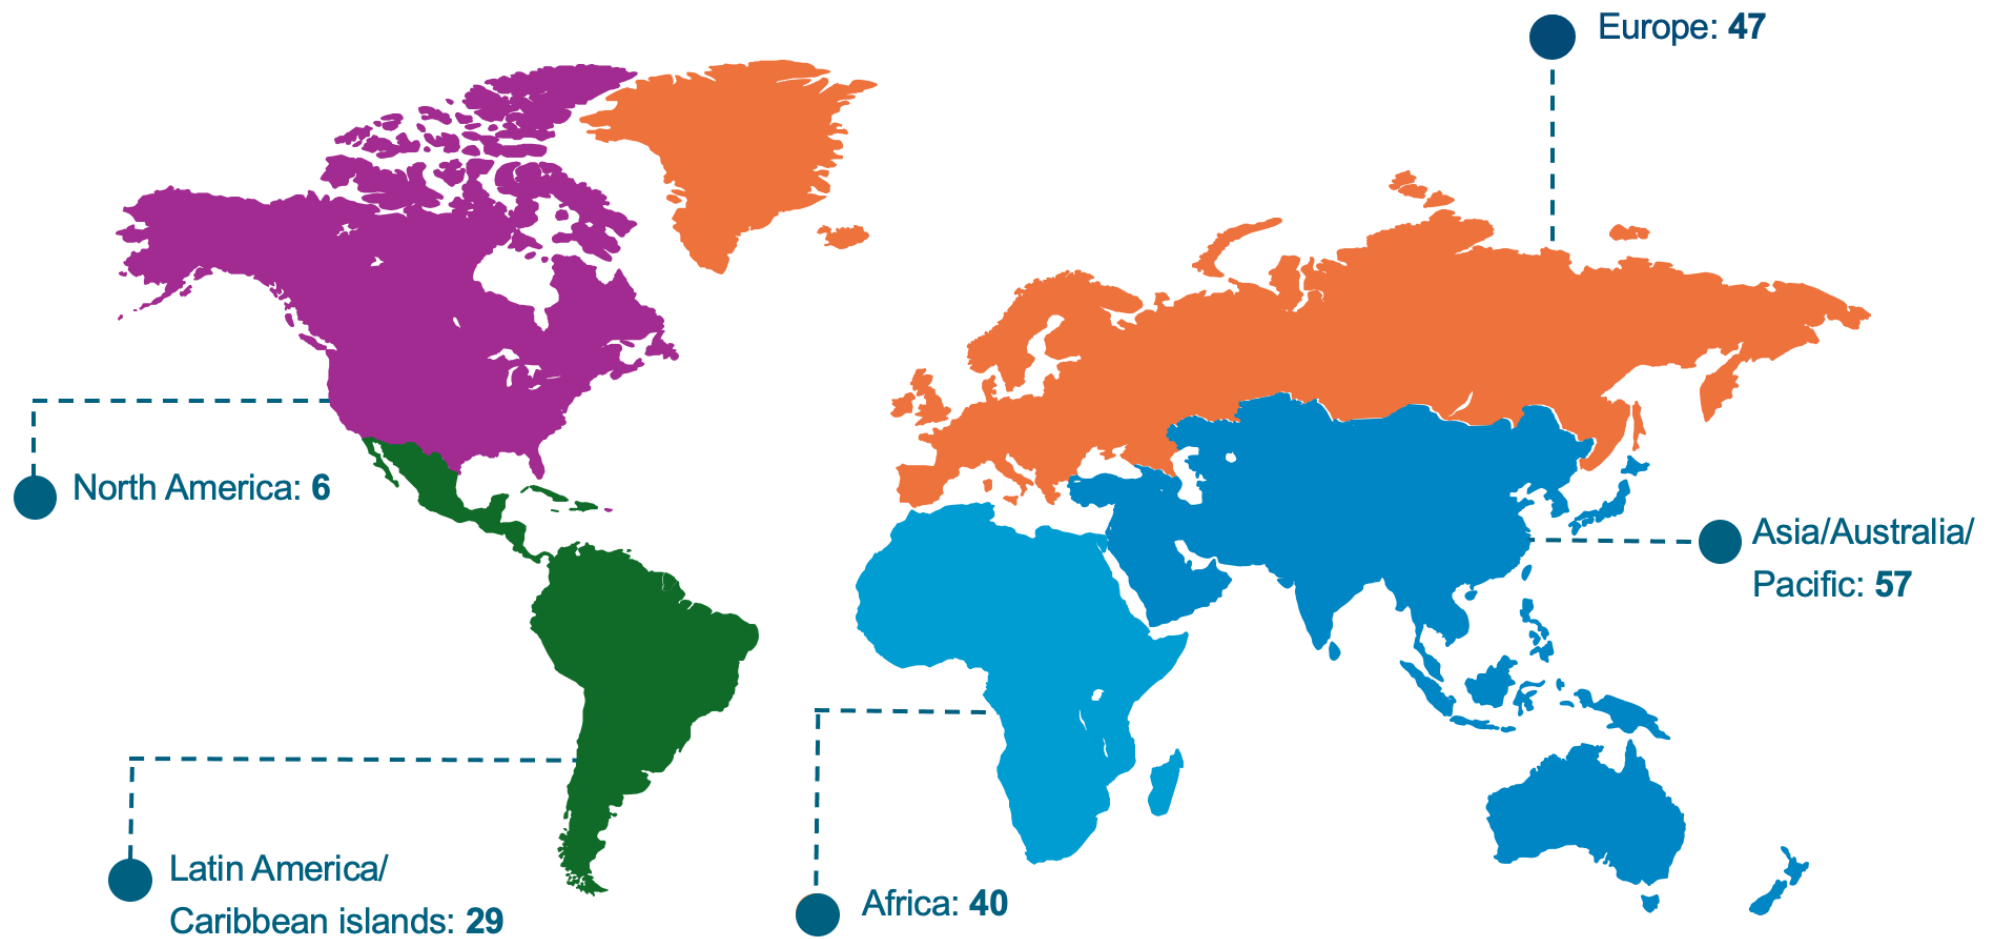 Europe: 47
North America: 6
Asia/Australia/
Pacific: 57
Latin America/
Caribbean islands: 29
Africa: 40